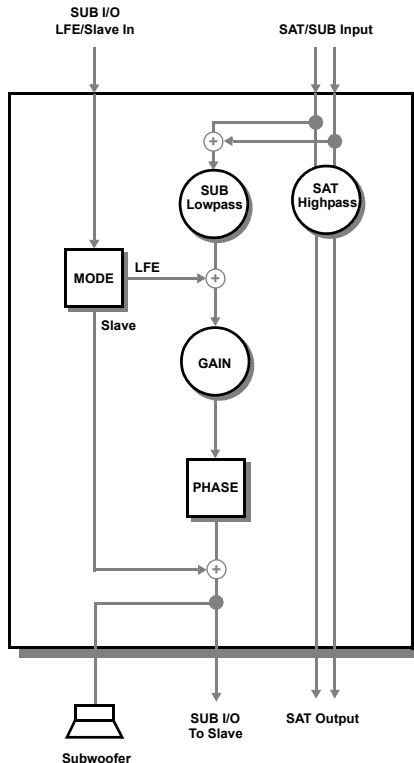 SUB I/O
LFE/Slave In
SAT/SUB Input
+
SUB
Lowpass
SAT
Highpass
MODE
LFE
+
Slave
GAIN
PHASE
+
SUB I/O
To Slave
SAT Output
Subwoofer